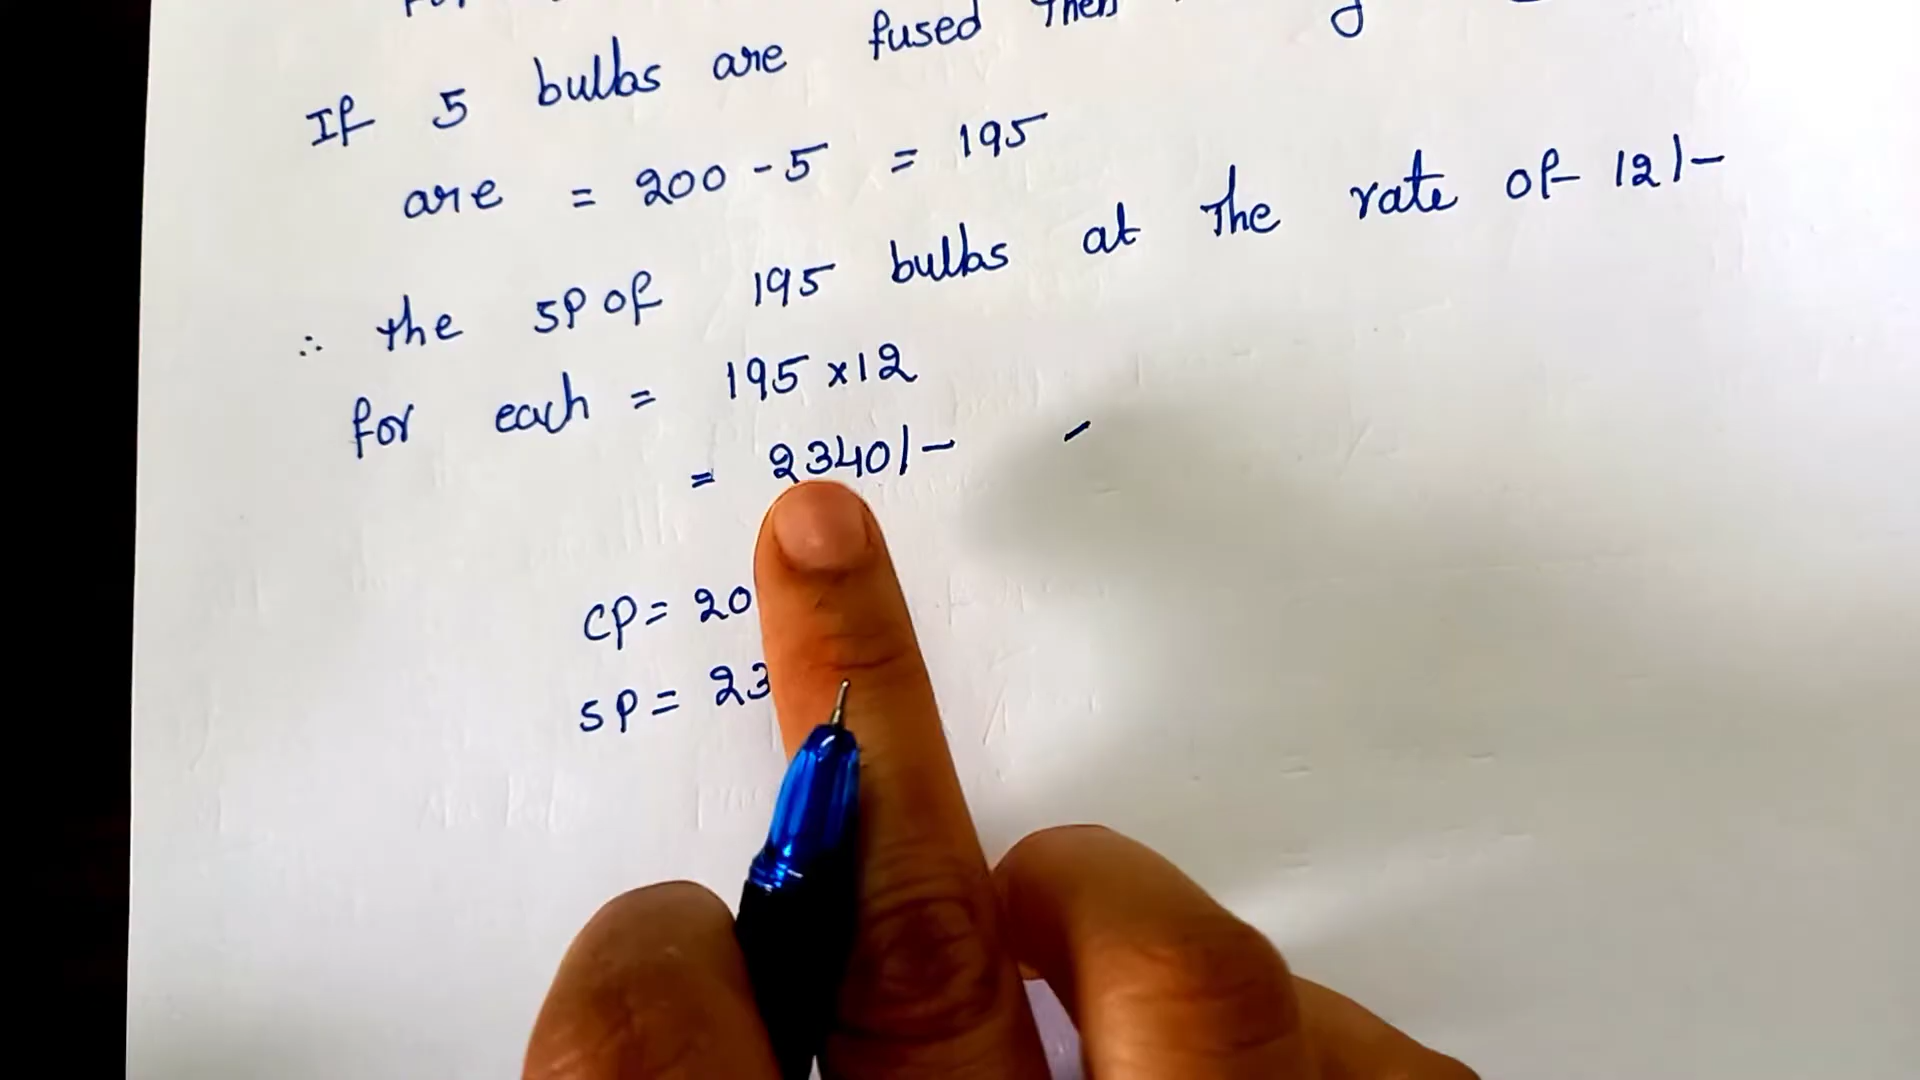 If 5 bulbs are fused then
are = 200 - 5 = 195
∴ the SP of 195 bulbs at the rate of 12/-
for each = 195 x 12
= 2340/-
CP = 20
SP = 23